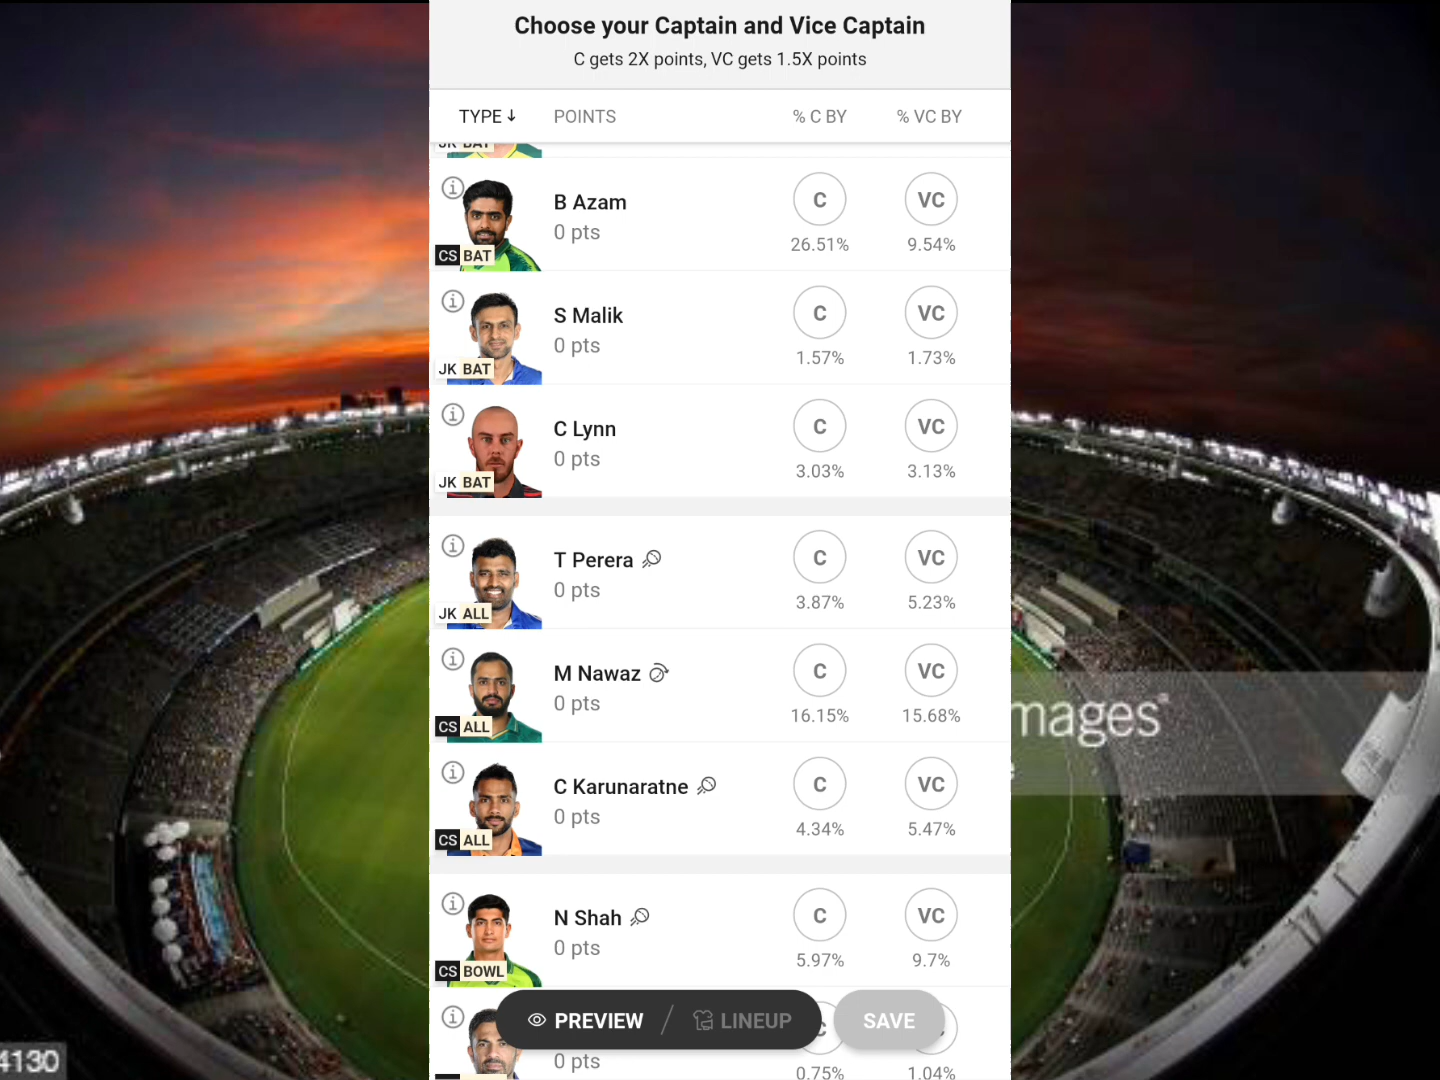 Choose your Captain and Vice Captain
C gets 2X points, VC gets 1.5X points
TYPE↓ POINTS % C BY % VC BY
JK BAT
B Azam
0 pts
CS BAT
C VC
26.51% 9.54%
S Malik
0 pts
JK BAT
C VC
1.57% 1.73%
C Lynn
0 pts
JK BAT
C VC
3.03% 3.13%
T Perera
0 pts
JK ALL
C VC
3.87% 5.23%
M Nawaz
0 pts
CS ALL
C VC
16.15% 15.68%
C Karunaratne
0 pts
CS ALL
C VC
4.34% 5.47%
N Shah
0 pts
CS BOWL
C VC
5.97% 9.7%
PREVIEW / LINEUP SAVE
0 pts
0.75% 1.04%
mages
4130